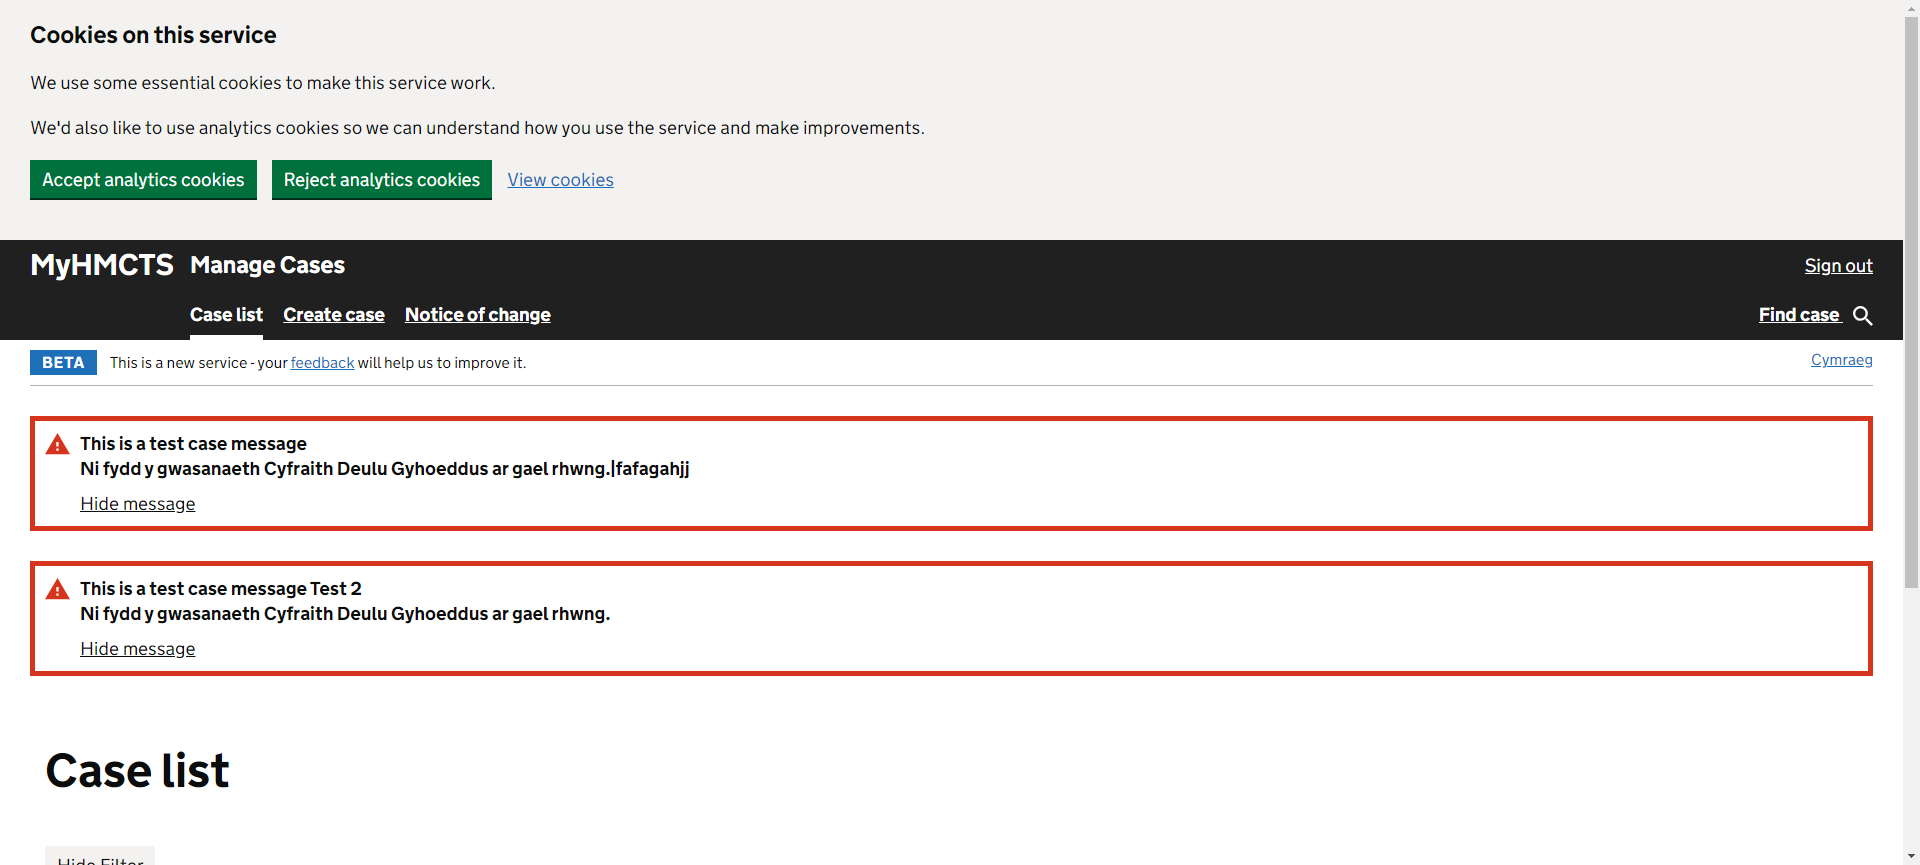 Cookies on this service
We use some essential cookies to make this service work.
We'd also like to use analytics cookies so we can understand how you use the service and make improvements.
Accept analytics cookies Reject analytics cookies View cookies
MyHMCTS Manage Cases Sign out
Case list Create case Notice of change Find case
BETA This is a new service - your feedback will help us to improve it. Cymraeg
This is a test case message
Ni fydd y gwasanaeth Cyfraith Deulu Gyhoeddus ar gael rhwng.|fafagahjj
Hide message
This is a test case message Test 2
Ni fydd y gwasanaeth Cyfraith Deulu Gyhoeddus ar gael rhwng.
Hide message
Case list
Hide Filter